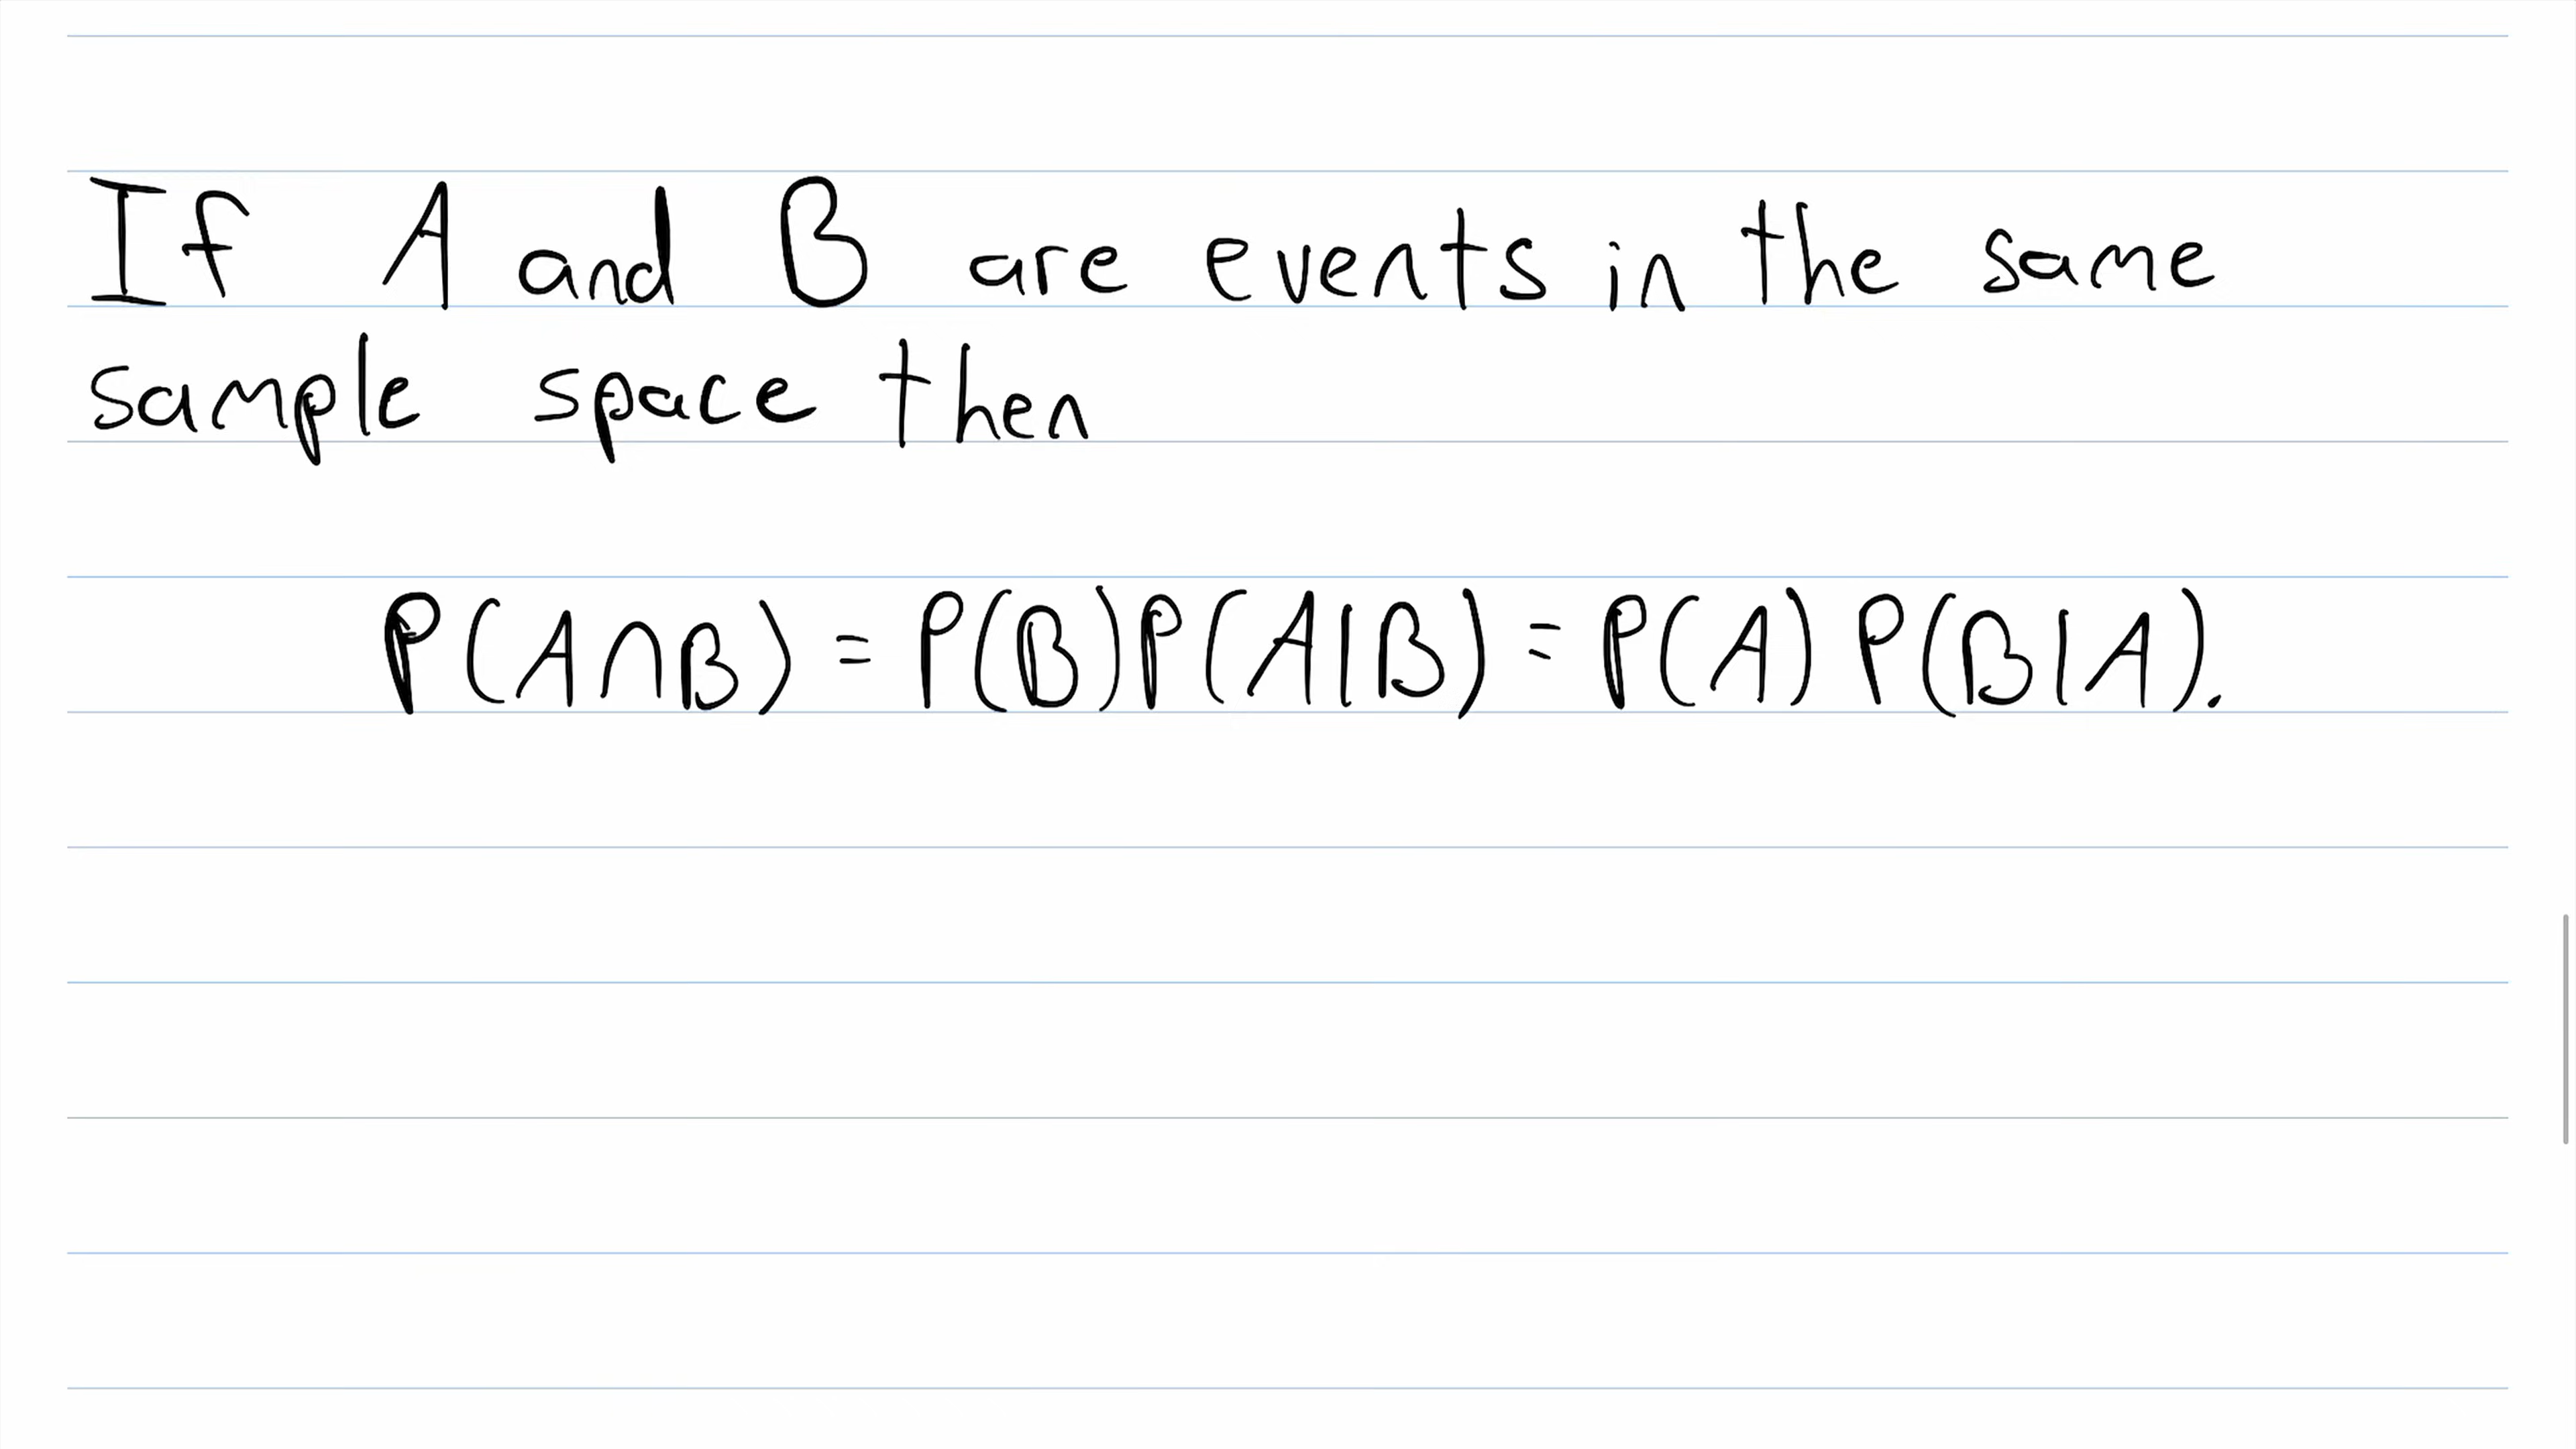 If A and B are events in the same
sample space then
P(A∩B) = P(B)P(A|B) = P(A)P(B|A).